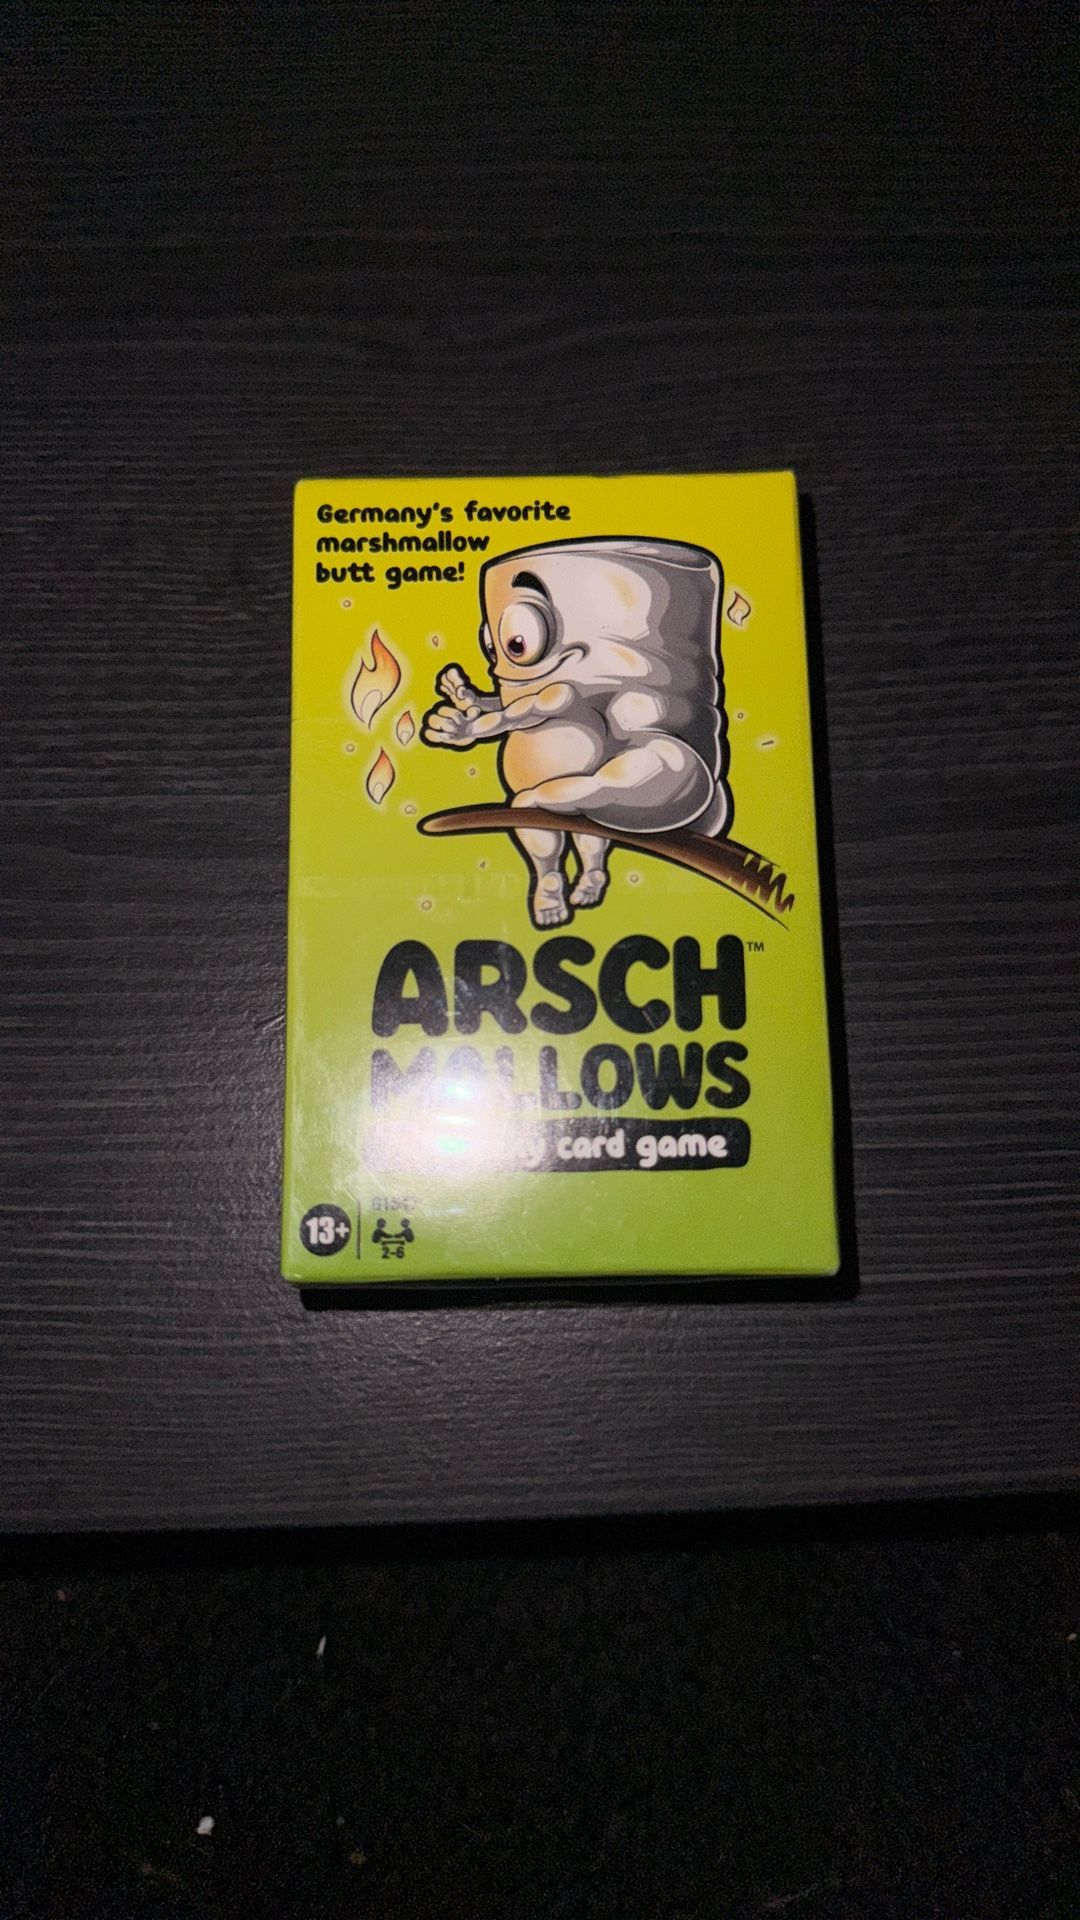 Germany's favorite
marshmallow
butt game!
ARSCH™
MALLOWS
card game
13+
2-6